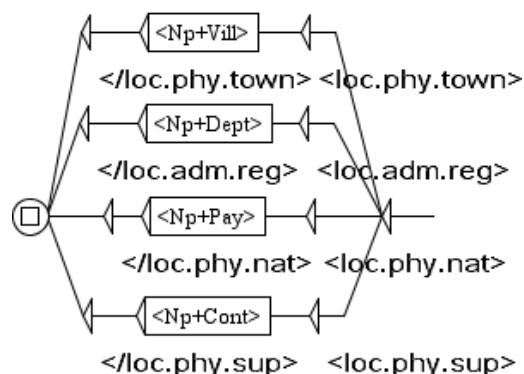 <Np+Vill>
</loc.phy.town> <loc.phy.town>
<Np+Dept>
</loc.adm.reg> <loc.adm.reg>
<Np+Pay>
</loc.phy.nat> <loc.phy.nat>
<Np+Cont>
</loc.phy.sup> <loc.phy.sup>